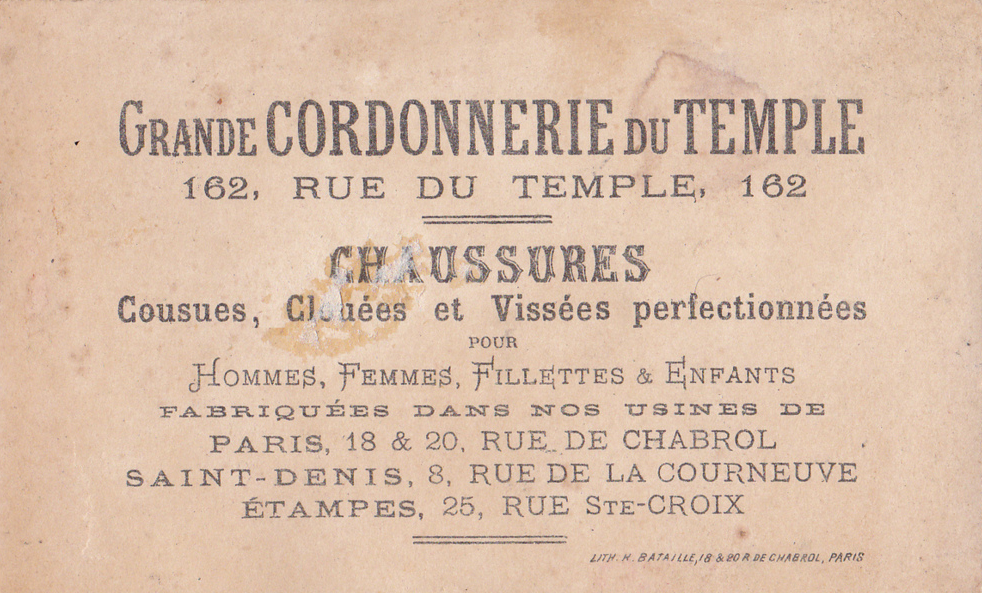 GRANDE CORDONNERIE DU TEMPLE
162, RUE DU TEMPLE, 162
CHAUSSURES
Cousues, Clouées et Vissées perfectionnées
POUR
HOMMES, FEMMES, FILLETTES & ENFANTS
FABRIQUÉES DANS NOS USINES DE
PARIS, 18 & 20, RUE DE CHABROL
SAINT-DENIS, 8, RUE DE LA COURNEUVE
ÉTAMPES, 25, RUE STE-CROIX
LITH. H. BATAILLE, 18 & 20 R DE CHABROL, PARIS